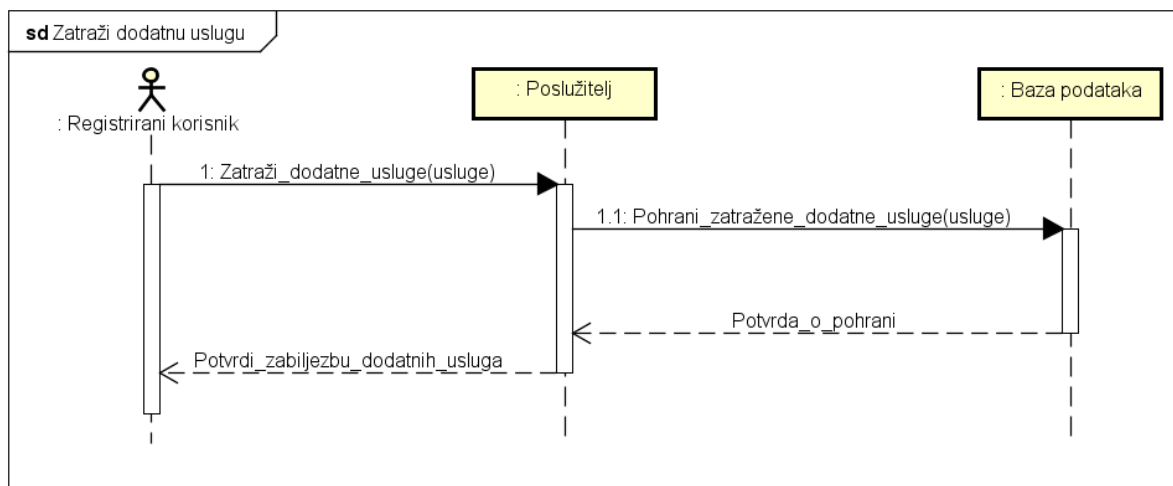 sd Zatraži dodatnu uslugu
: Registrirani korisnik
: Poslužitelj
: Baza podataka
1: Zatraži_dodatne_usluge(usluge)
1.1: Pohrani_zatražene_dodatne_usluge(usluge)
Potvrda_o_pohrani
Potvrdi_zabiljezbu_dodatnih_usluga